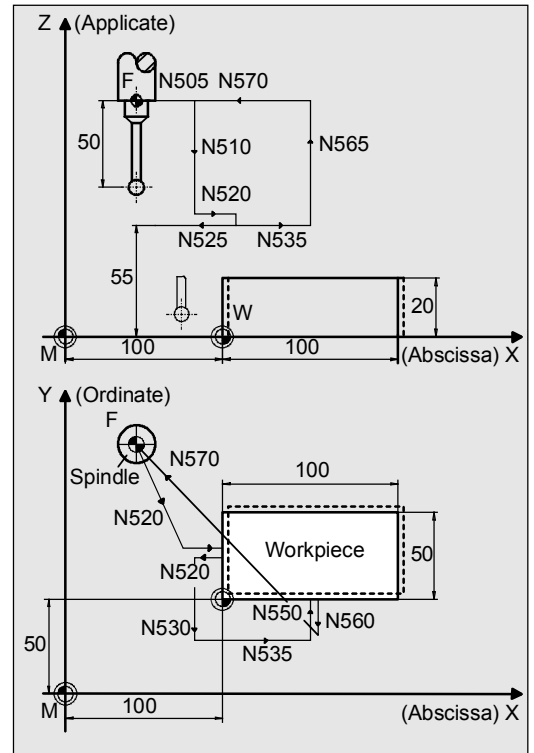 Z (Applicate)
F N505 N570
50
N510 N565
N520
N525 N535
55
W 20
M 100 100
(Abscissa) X
Y (Ordinate)
F
N570 100
Spindle
N520
Workpiece
N520 50
N550 N560
N530
50 N535
100
M (Abscissa) X